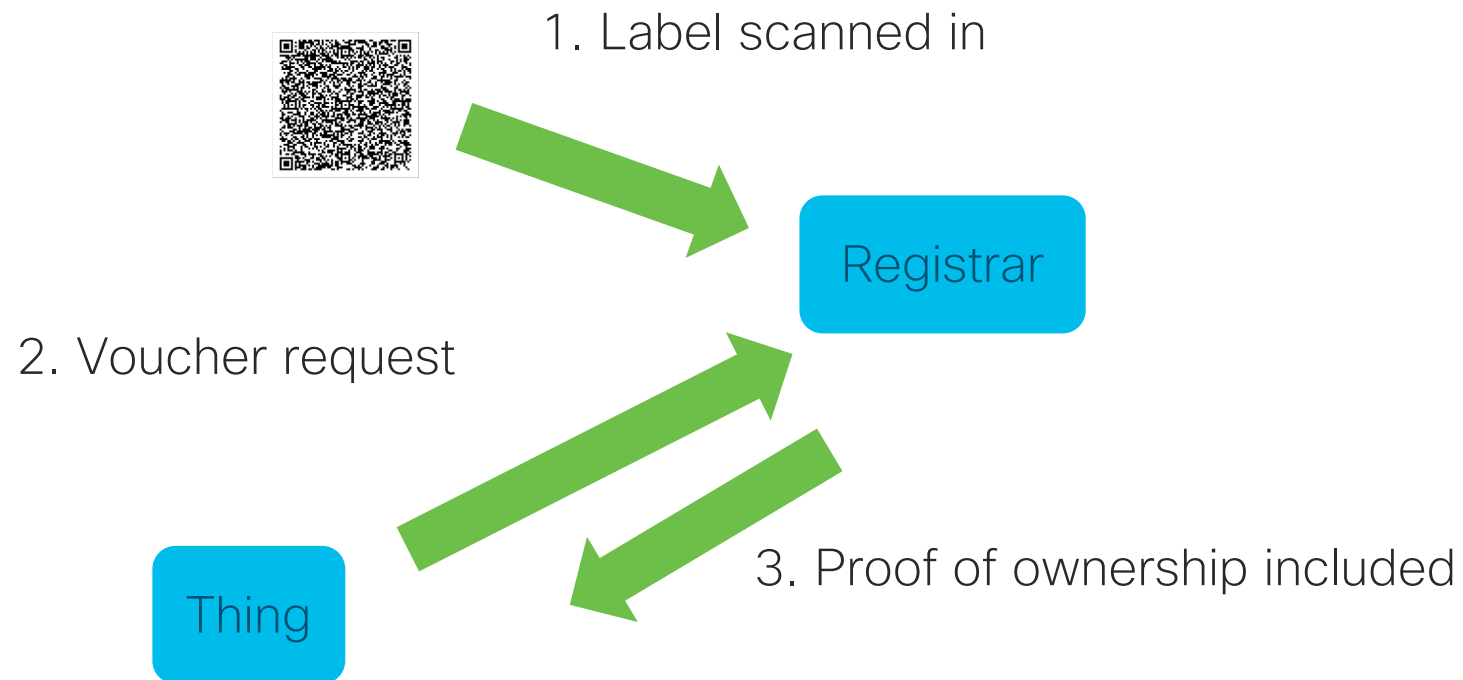 1. Label scanned in
Registrar
2. Voucher request
3. Proof of ownership included
Thing